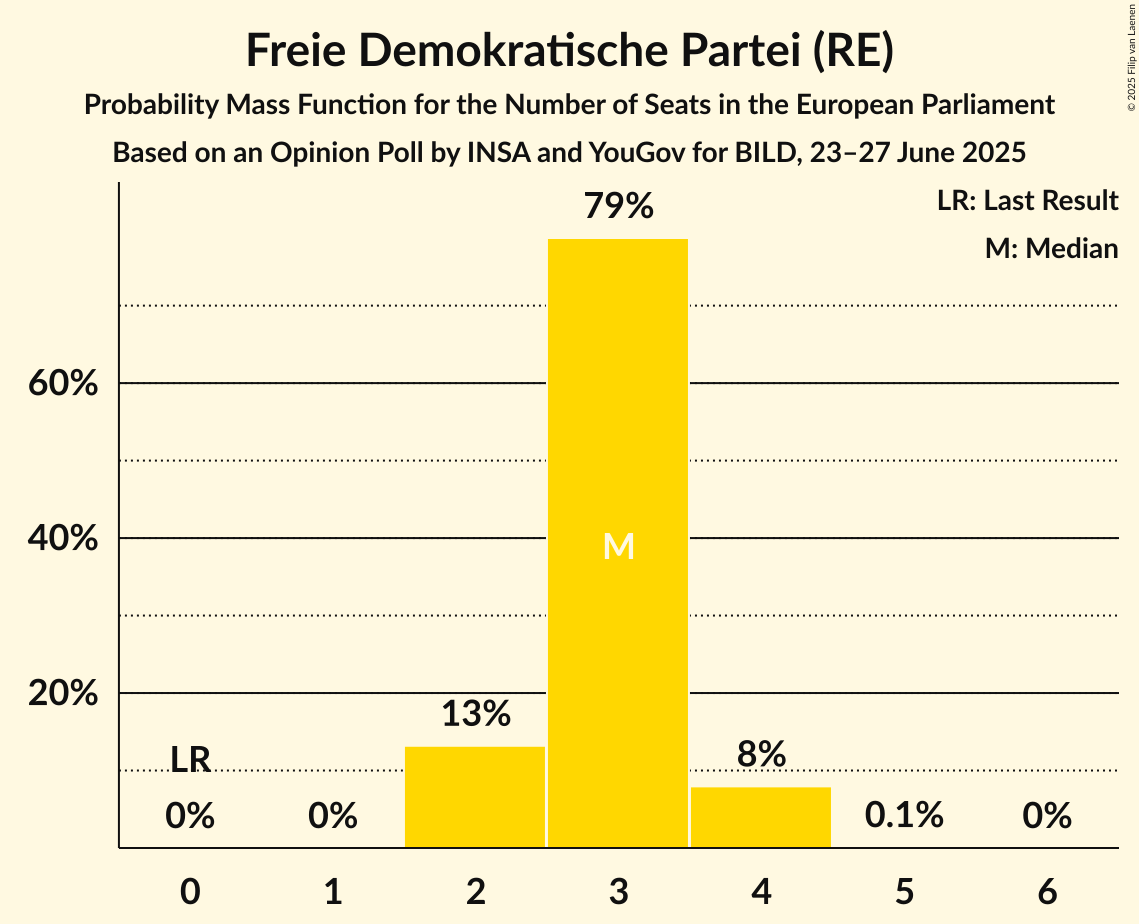 Freie Demokratische Partei (RE)
Probability Mass Function for the Number of Seats in the European Parliament
Based on an Opinion Poll by INSA and YouGov for BILD, 23–27 June 2025
© 2025 Filip van Laenen
LR: Last Result
M: Median
79%
60%
40%
M
20%
13%
LR
8%
0%
0%
0.1%
0%
0
1
2
3
4
5
6